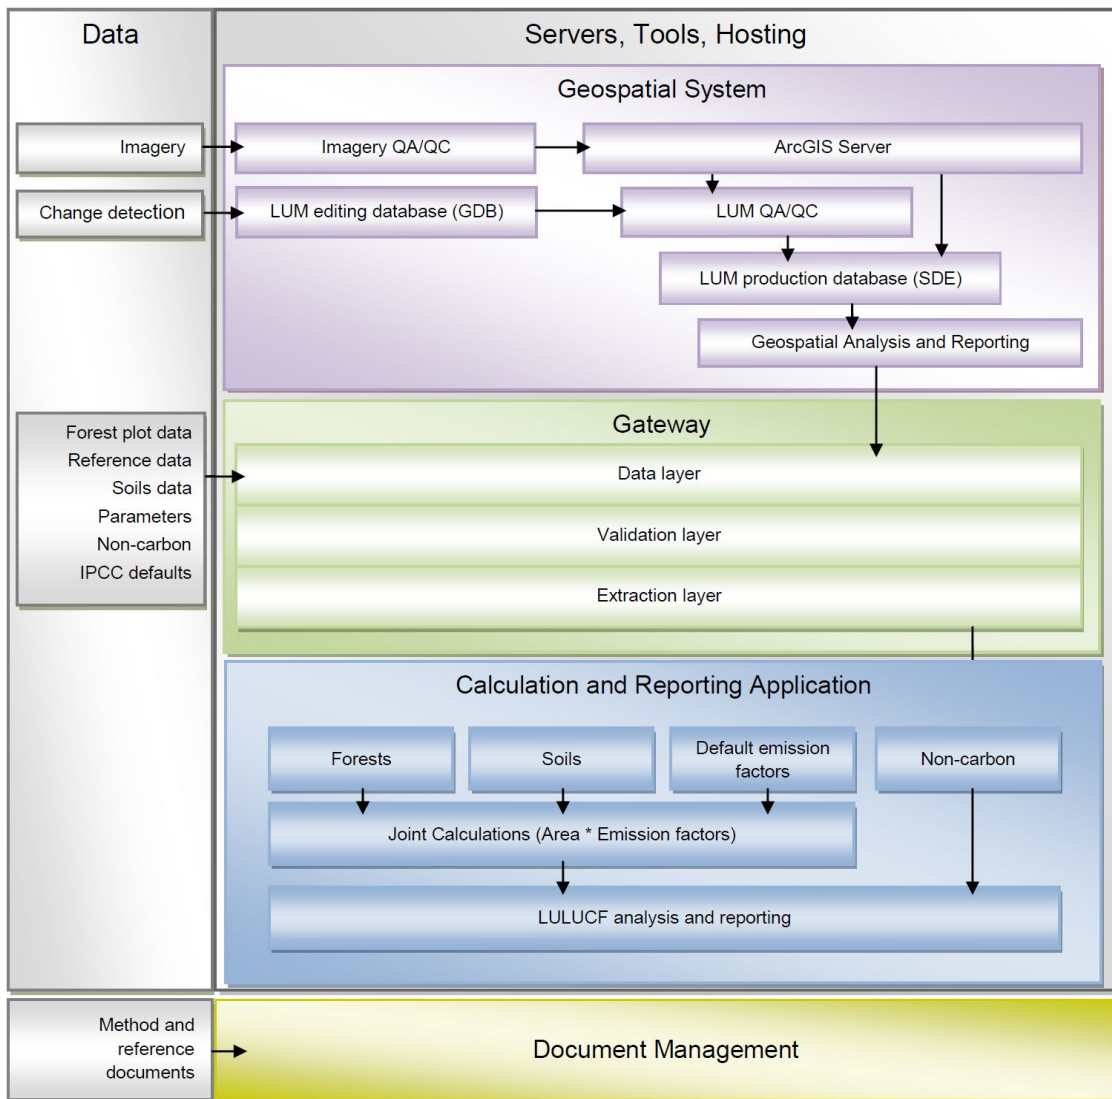 Data
Servers, Tools, Hosting
Geospatial System
Imagery
Imagery QA/QC
ArcGIS Server
Change detection
LUM editing database (GDB)
LUM QA/QC
LUM production database (SDE)
Geospatial Analysis and Reporting
Forest plot data
Reference data
Soils data
Parameters
Non-carbon
IPCC defaults
Gateway
Data layer
Validation layer
Extraction layer
Calculation and Reporting Application
Forests
Soils
Default emission
factors
Non-carbon
Joint Calculations (Area * Emission factors)
LULUCF analysis and reporting
Method and
reference
documents
Document Management